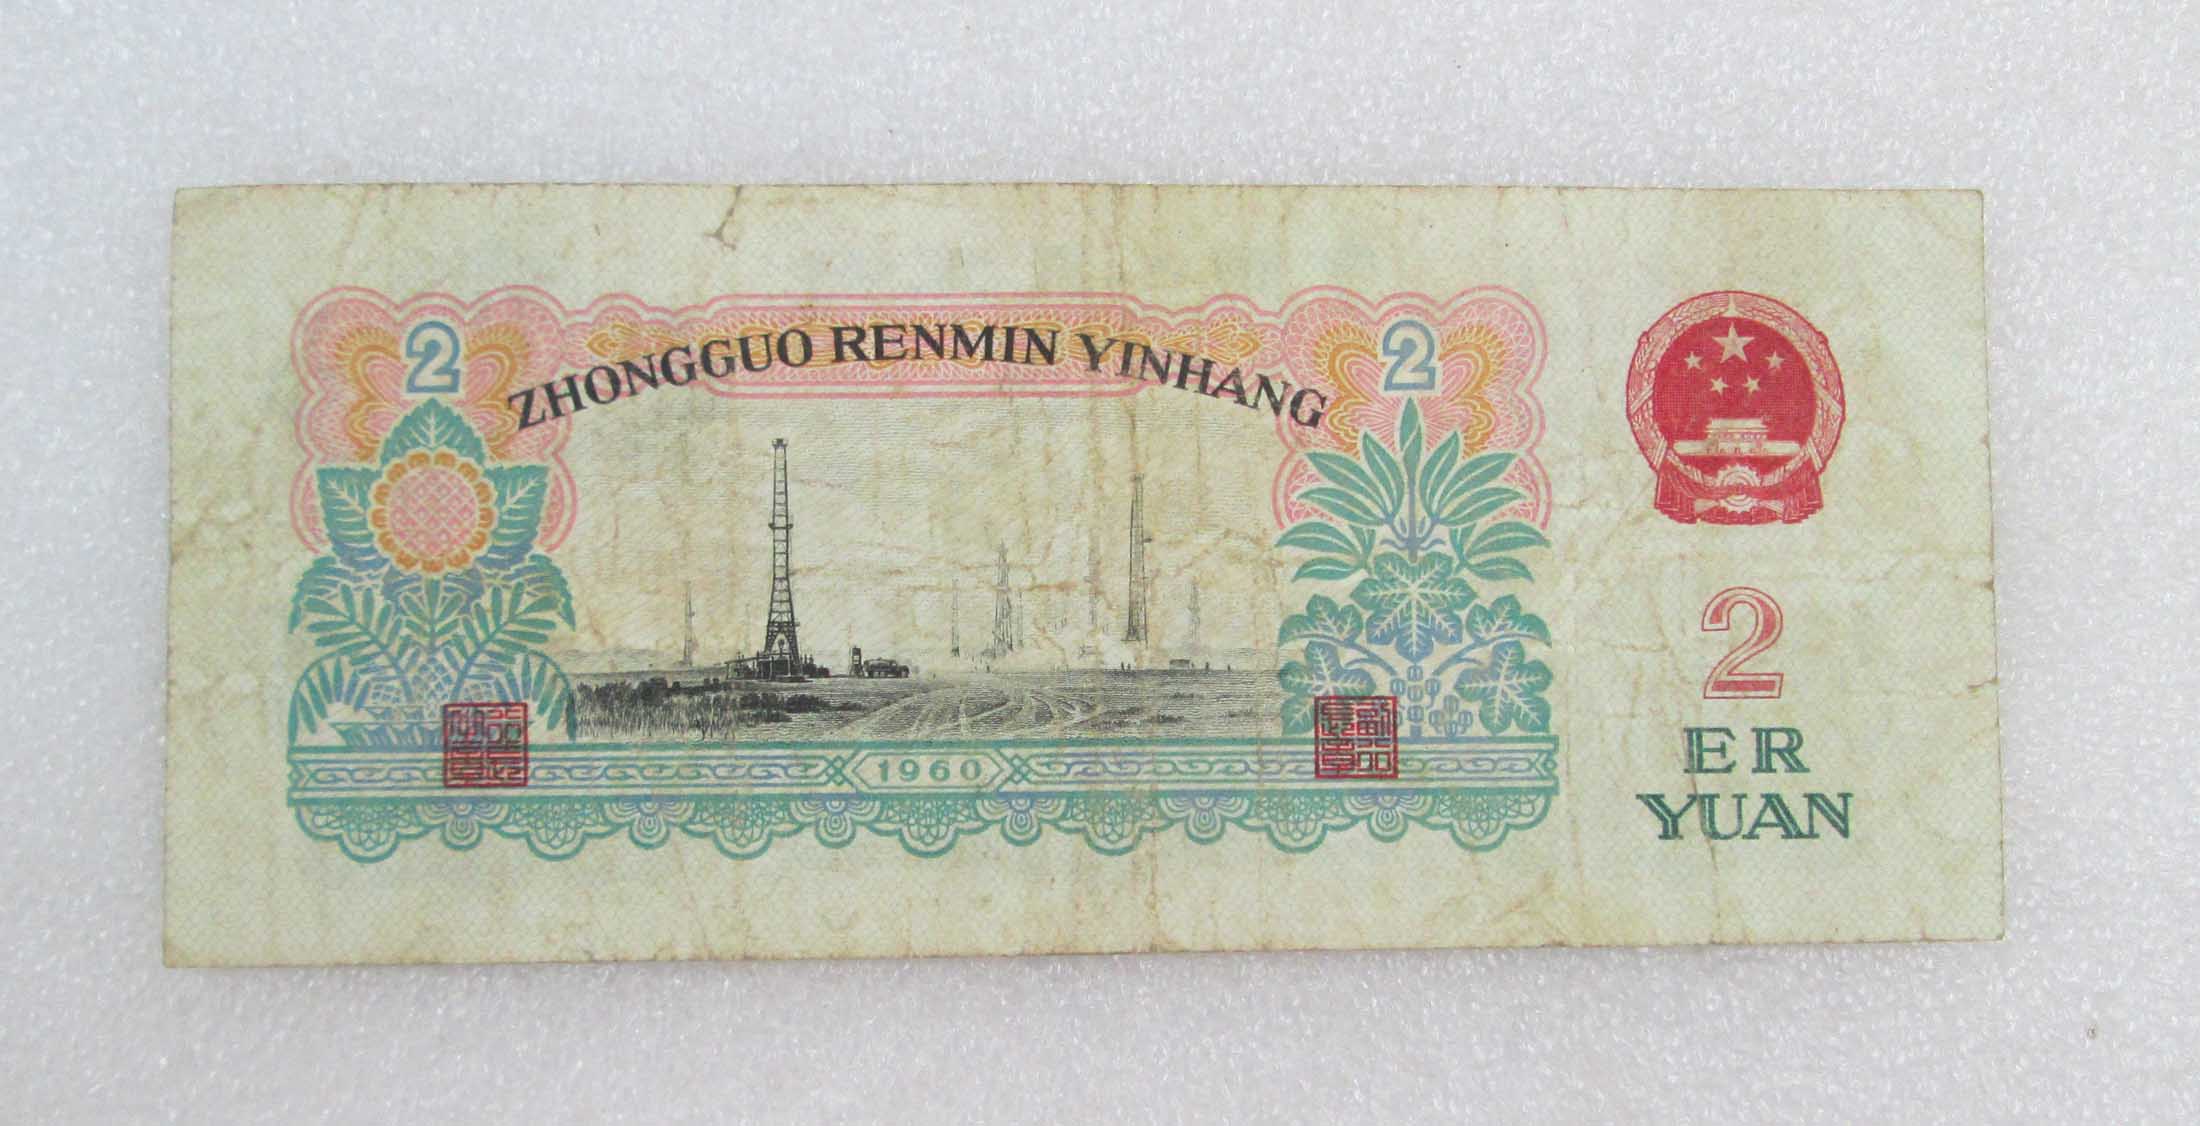 2
ZHONGGUO RENMIN YINHANG
2
1960
2
ER
YUAN